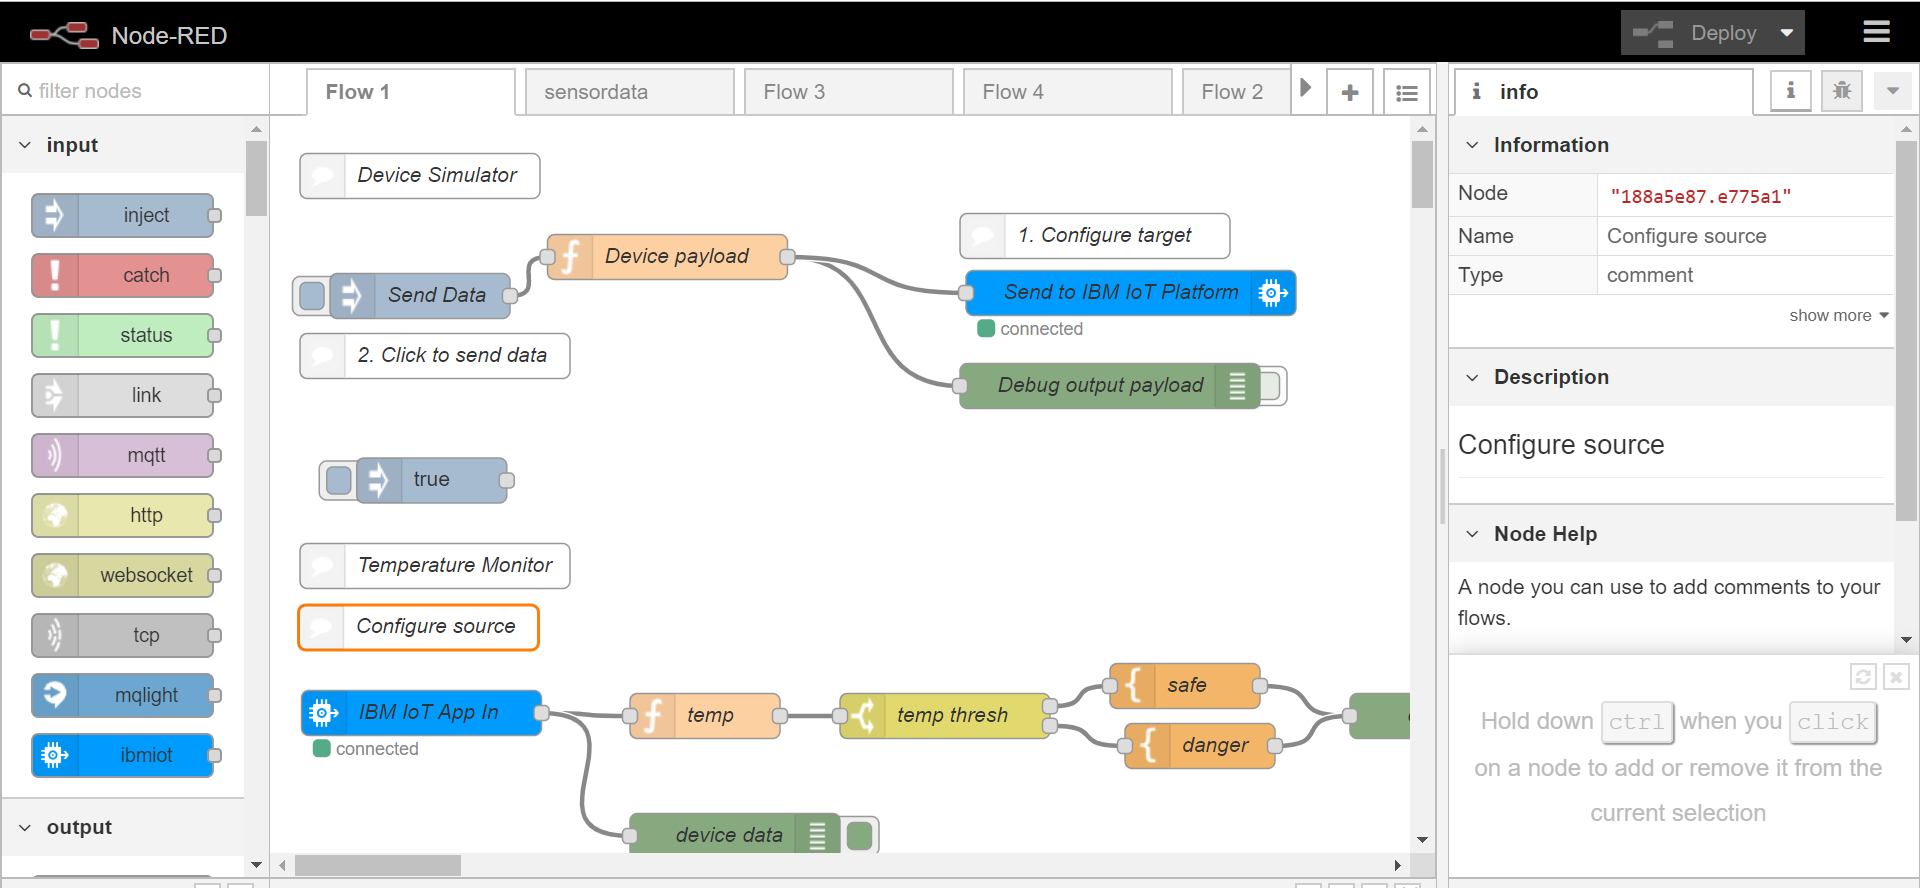 Node-RED
Deploy
filter nodes
Flow 1
sensordata
Flow 3
Flow 4
Flow 2
info
input
inject
catch
status
link
mqtt
http
websocket
tcp
mqlight
ibmiot
output
Device Simulator
Send Data
Device payload
1. Configure target
Send to IBM IoT Platform
connected
2. Click to send data
Debug output payload
true
Temperature Monitor
Configure source
IBM IoT App In
connected
temp
temp thresh
safe
danger
device data
Information
Node "188a5e87.e775a1"
Name Configure source
Type comment
show more
Description
Configure source
Node Help
A node you can use to add comments to your
flows.
Hold down ctrl when you click
on a node to add or remove it from the
current selection